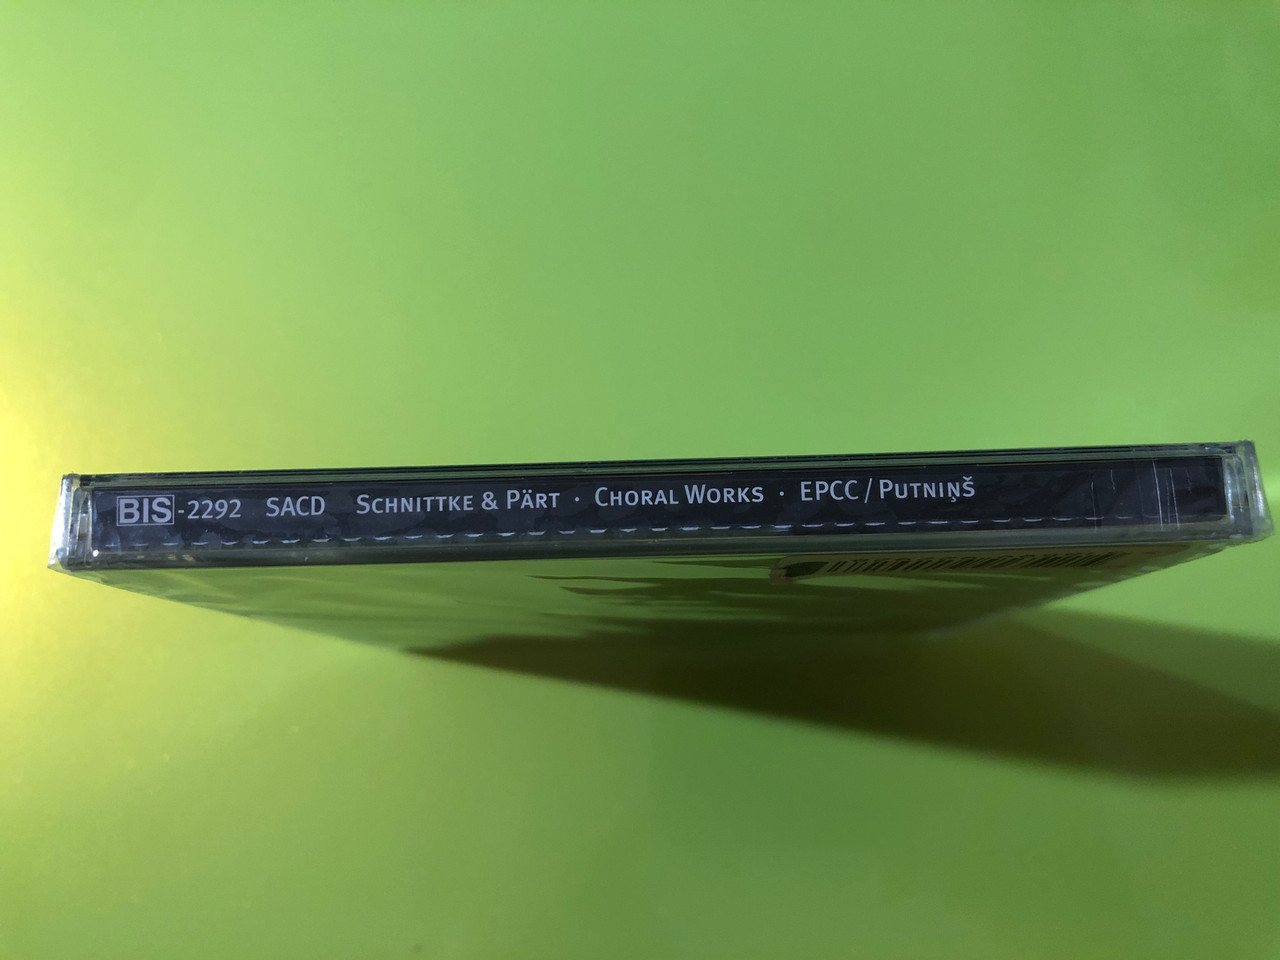 BIS-2292 SACD Schnittke & Pärt · Choral Works · EPCC / Putniņš